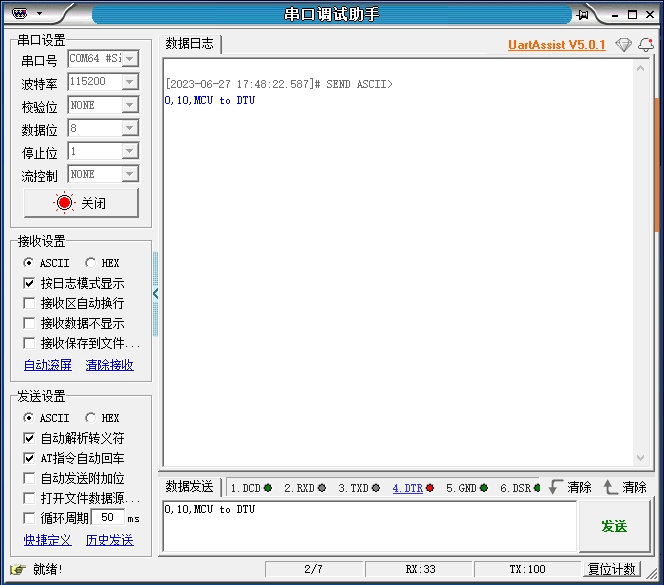 串口调试助手
串口设置
串口号 COM64 #Si
波特率 115200
校验位 NONE
数据位 8
停止位 1
流控制 NONE
关闭
接收设置
ASCII HEX
按日志模式显示
接收区自动换行
接收数据不显示
接收保存到文件...
自动滚屏 清除接收
发送设置
ASCII HEX
自动解析转义符
AT指令自动回车
自动发送附加位
打开文件数据源...
循环周期 50 ms
快捷定义 历史发送
数据日志 UartAssist V5.0.1
[2023-06-27 17:48:22.587]# SEND ASCII>
0,10,MCU to DTU
数据发送 1.DCD 2.RXD 3.TXD 4.DTR 5.GND 6.DSR 清除 清除
0,10,MCU to DTU
发送
就绪! 2/7 RX:33 TX:100 复位计数